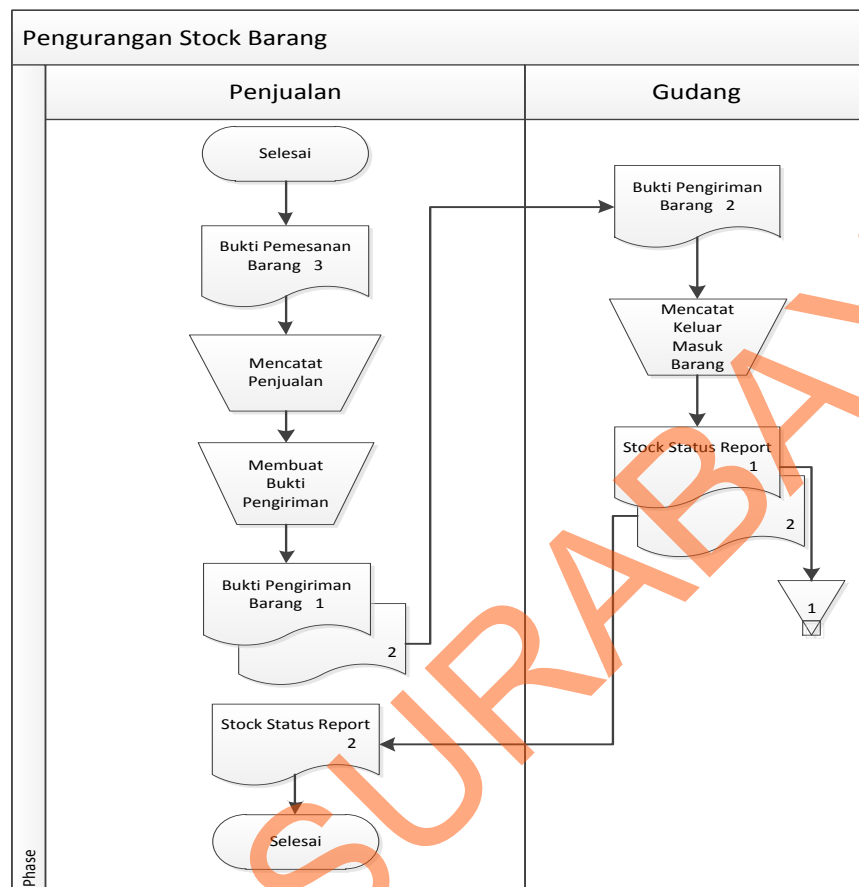 Pengurangan Stock Barang
Penjualan
Gudang
Selesai
Bukti Pemesanan
Barang 3
Mencatat
Penjualan
Membuat
Bukti
Pengiriman
Bukti Pengiriman
Barang 1
2
Stock Status Report
2
Selesai
Bukti Pengiriman
Barang 2
Mencatat
Keluar
Masuk
Barang
Stock Status Report
1
2
1
Phase
SURABAY